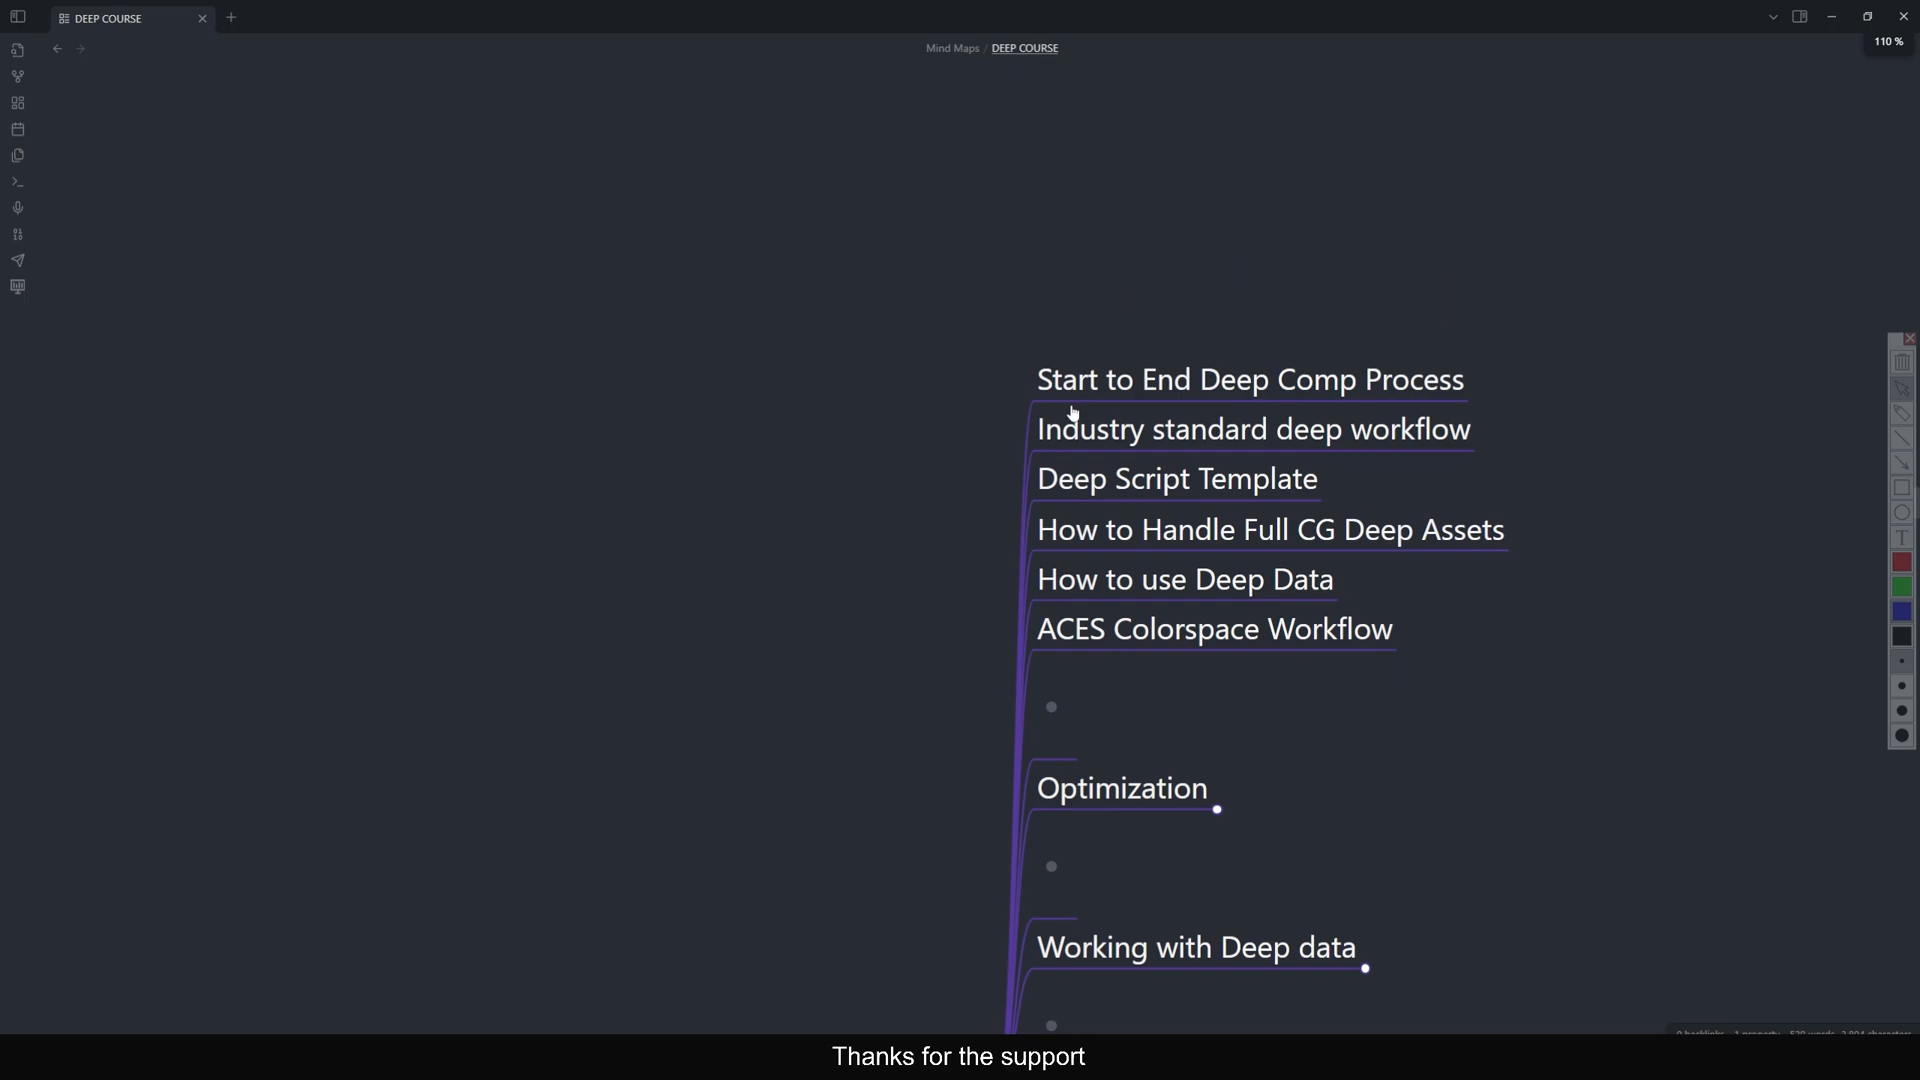 DEEP COURSE
Mind Maps / DEEP COURSE
110 %
Start to End Deep Comp Process
Industry standard deep workflow
Deep Script Template
How to Handle Full CG Deep Assets
How to use Deep Data
ACES Colorspace Workflow
Optimization
Working with Deep data
T
Thanks for the support